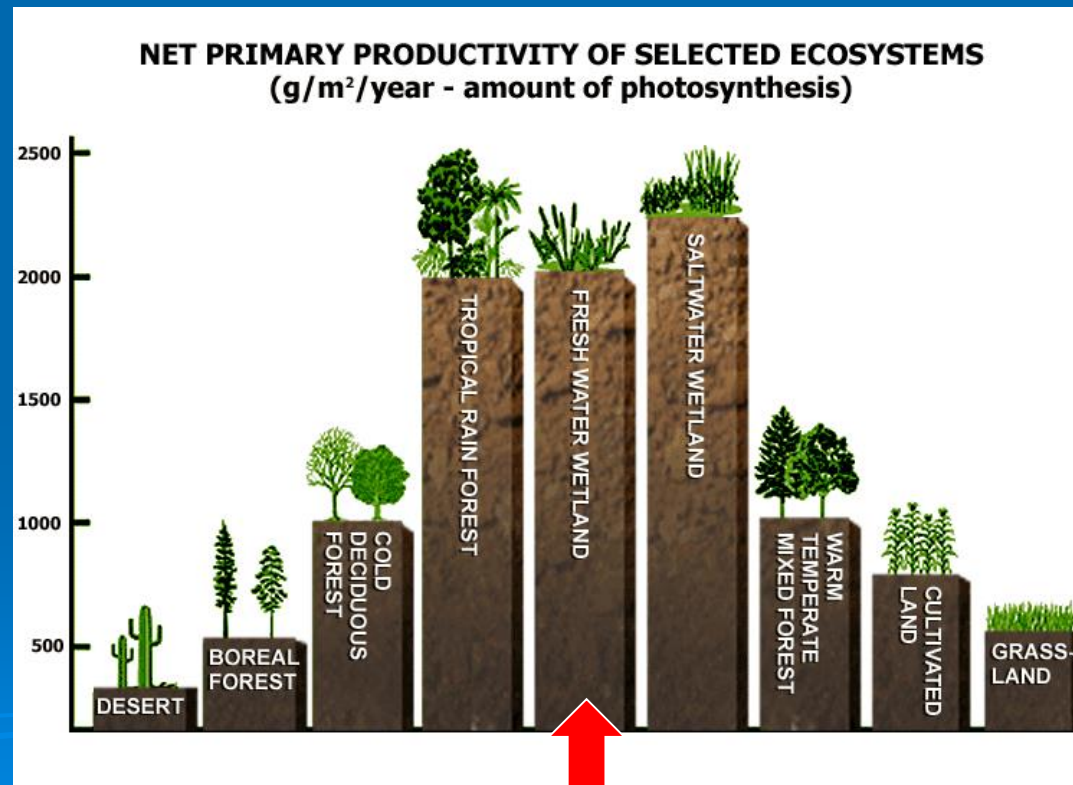 NET PRIMARY PRODUCTIVITY OF SELECTED ECOSYSTEMS
(g/m²/year - amount of photosynthesis)
2500
2000
1500
1000
500
DESERT
BOREAL
FOREST
COLD
DECIDUOUS
FOREST
TROPICAL RAIN FOREST
FRESH WATER WETLAND
SALTWATER WETLAND
WARM
TEMPERATE
MIXED FOREST
CULTIVATED
LAND
GRASS-
LAND